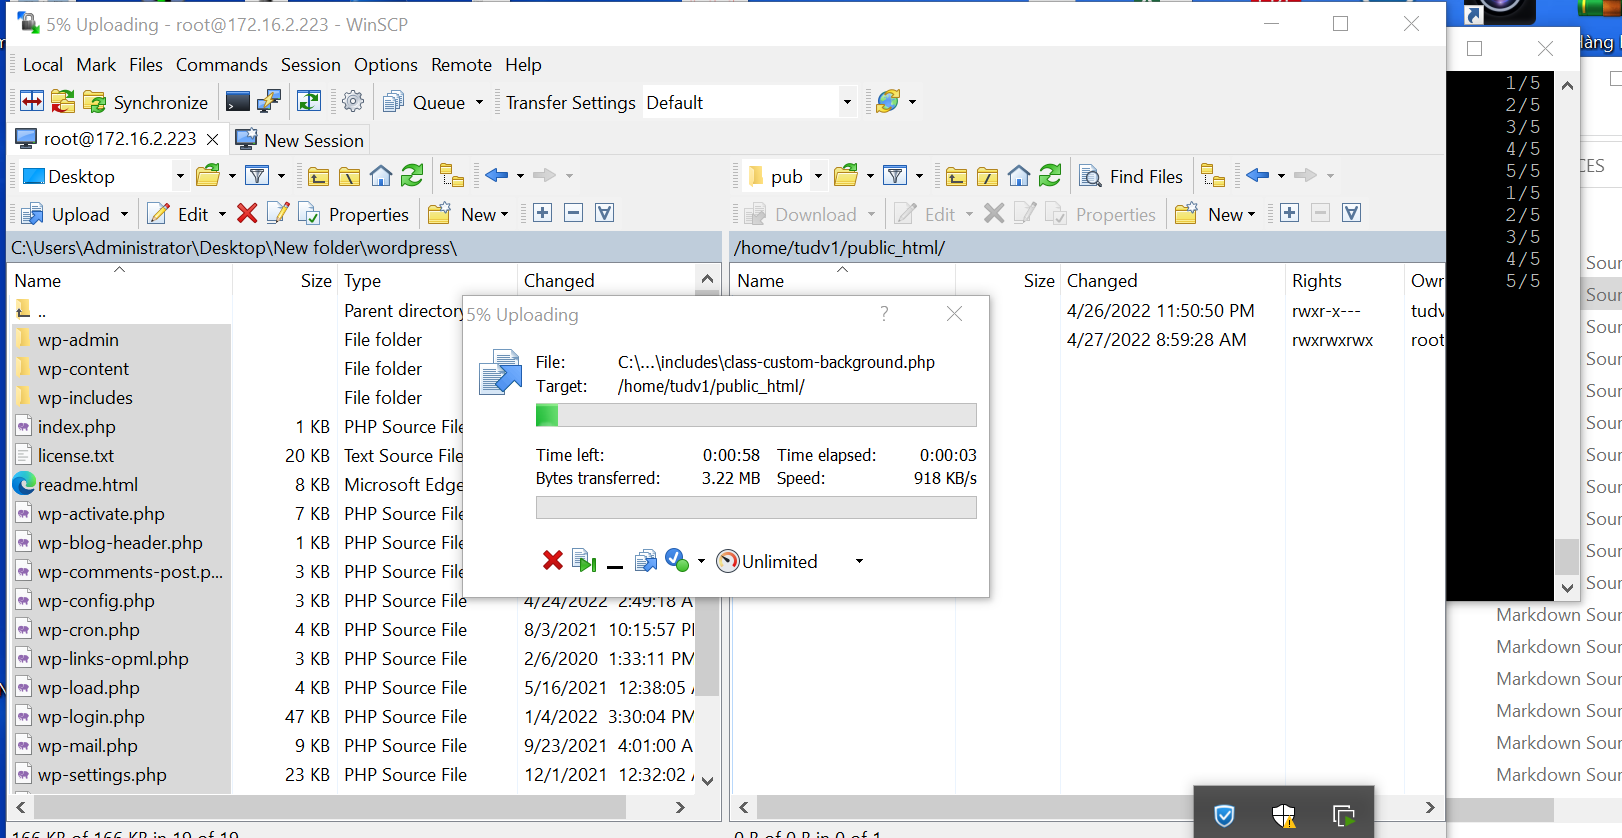 5% Uploading - root@172.16.2.223 - WinSCP
Local Mark Files Commands Session Options Remote Help
Synchronize Queue Transfer Settings Default
root@172.16.2.223 New Session
Desktop pub Find Files
Upload Edit Properties New Download Edit Properties New
C:\Users\Administrator\Desktop\New folder\wordpress\ /home/tudv1/public_html/
Name Size Type Changed Name Size Changed Rights Own
.. Parent directory 4/26/2022 11:50:50 PM rwxr-x--- tudv
wp-admin File folder 4/27/2022 8:59:28 AM rwxrwxrwx root
wp-content File folder
wp-includes File folder
index.php 1 KB PHP Source File
license.txt 20 KB Text Source File
readme.html 8 KB Microsoft Edge
wp-activate.php 7 KB PHP Source File
wp-blog-header.php 1 KB PHP Source File
wp-comments-post.p... 3 KB PHP Source File
wp-config.php 3 KB PHP Source File 4/24/2022 2:49:18 A
wp-cron.php 4 KB PHP Source File 8/3/2021 10:15:57 P
wp-links-opml.php 3 KB PHP Source File 2/6/2020 1:33:11 PM
wp-load.php 4 KB PHP Source File 5/16/2021 12:38:05
wp-login.php 47 KB PHP Source File 1/4/2022 3:30:04 PM
wp-mail.php 9 KB PHP Source File 9/23/2021 4:01:00 A
wp-settings.php 23 KB PHP Source File 12/1/2021 12:32:02
166 KB of 166 KB in 19 of 19 0 B of 0 B in 0 of 1
5% Uploading ?
File: C:\...\includes\class-custom-background.php
Target: /home/tudv1/public_html/
Time left: 0:00:58 Time elapsed: 0:00:03
Bytes transferred: 3.22 MB Speed: 918 KB/s
Unlimited
1/5
2/5
3/5
4/5
5/5
1/5
2/5
3/5
4/5
5/5
Hàng
CES
Sour
Sour
Sour
Sour
Sour
Sour
Sour
Sour
Sour
Sour
Sour
Markdown Sour
Markdown Sour
Markdown Sour
Markdown Sour
Markdown Sour
Markdown Sour